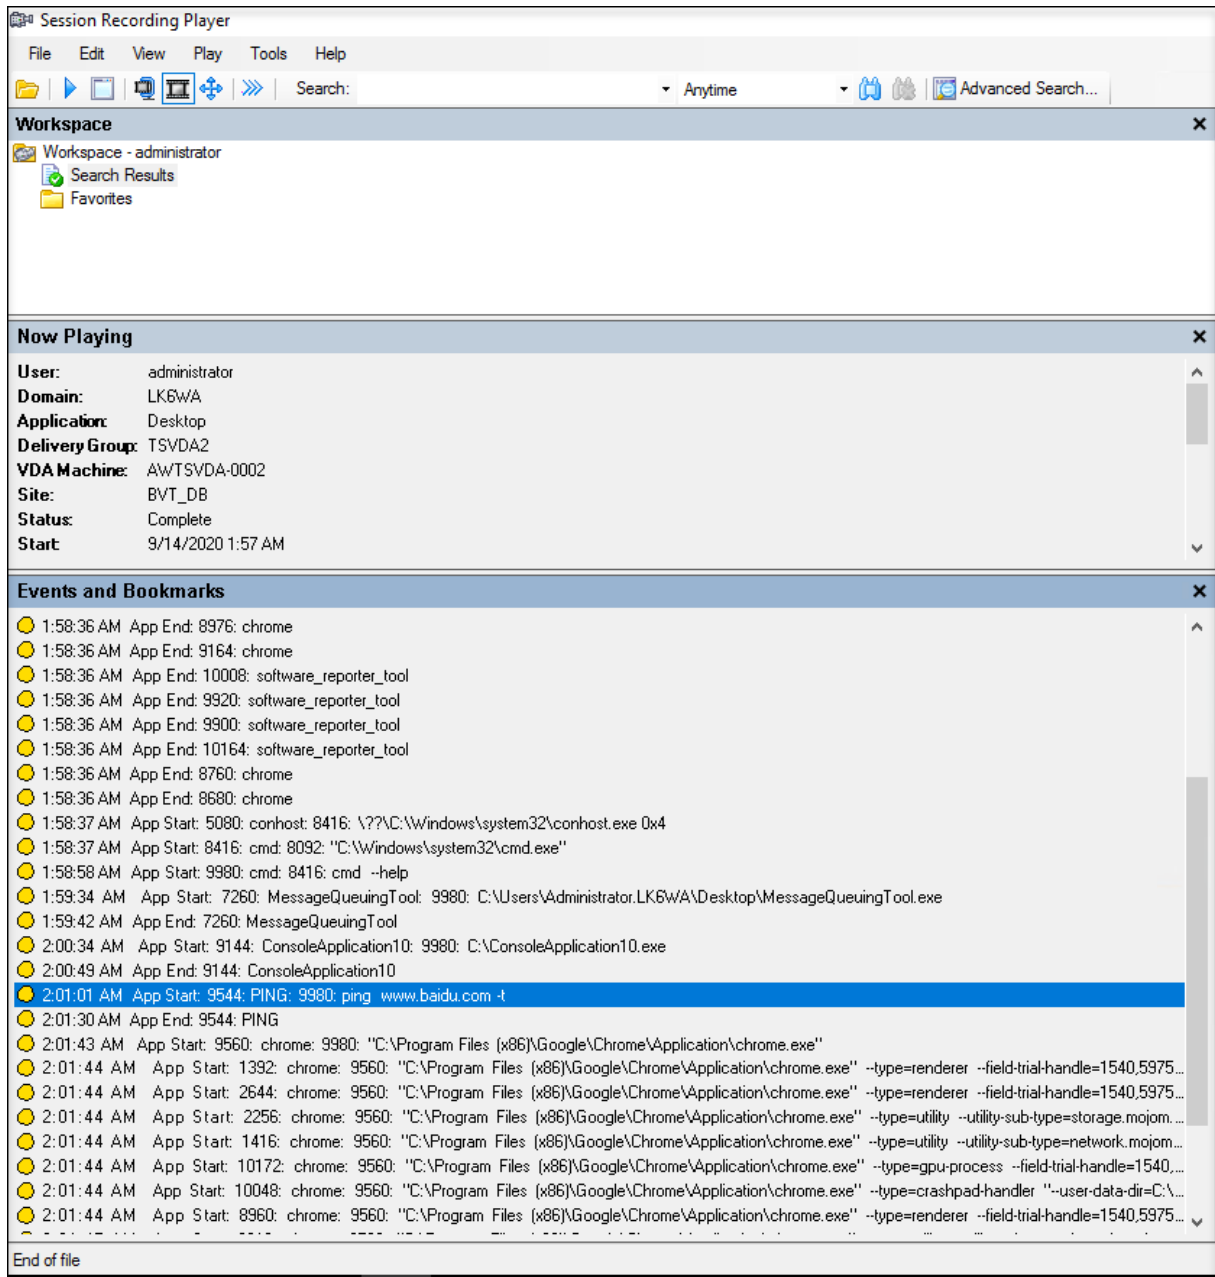 Session Recording Player
File Edit View Play Tools Help
Search: Anytime Advanced Search...
Workspace
Workspace - administrator
Search Results
Favorites
Now Playing
User: administrator
Domain: LK6WA
Application: Desktop
Delivery Group: TSVDA2
VDA Machine: AWTSVDA-0002
Site: BVT_DB
Status: Complete
Start: 9/14/2020 1:57 AM
Events and Bookmarks
1:58:36 AM App End: 8976: chrome
1:58:36 AM App End: 9164: chrome
1:58:36 AM App End: 10008: software_reporter_tool
1:58:36 AM App End: 9920: software_reporter_tool
1:58:36 AM App End: 9900: software_reporter_tool
1:58:36 AM App End: 10164: software_reporter_tool
1:58:36 AM App End: 8760: chrome
1:58:36 AM App End: 8680: chrome
1:58:37 AM App Start: 5080: conhost: 8416: \??\C:\Windows\system32\conhost.exe 0x4
1:58:37 AM App Start: 8416: cmd: 8092: "C:\Windows\system32\cmd.exe"
1:58:58 AM App Start: 9980: cmd: 8416: cmd --help
1:59:34 AM App Start: 7260: MessageQueuingTool: 9980: C:\Users\Administrator.LK6WA\Desktop\MessageQueuingTool.exe
1:59:42 AM App End: 7260: MessageQueuingTool
2:00:34 AM App Start: 9144: ConsoleApplication10: 9980: C:\ConsoleApplication10.exe
2:00:49 AM App End: 9144: ConsoleApplication10
2:01:01 AM App Start: 9544: PING: 9980: ping www.baidu.com -t
2:01:30 AM App End: 9544: PING
2:01:43 AM App Start: 9560: chrome: 9980: "C:\Program Files (x86)\Google\Chrome\Application\chrome.exe"
2:01:44 AM App Start: 1392: chrome: 9560: "C:\Program Files (x86)\Google\Chrome\Application\chrome.exe" --type=renderer --field-trial-handle=1540,5975...
2:01:44 AM App Start: 2644: chrome: 9560: "C:\Program Files (x86)\Google\Chrome\Application\chrome.exe" --type=renderer --field-trial-handle=1540,5975...
2:01:44 AM App Start: 2256: chrome: 9560: "C:\Program Files (x86)\Google\Chrome\Application\chrome.exe" --type=utility --utility-sub-type=storage.mojom....
2:01:44 AM App Start: 1416: chrome: 9560: "C:\Program Files (x86)\Google\Chrome\Application\chrome.exe" --type=utility --utility-sub-type=network.mojom...
2:01:44 AM App Start: 10172: chrome: 9560: "C:\Program Files (x86)\Google\Chrome\Application\chrome.exe" --type=gpu-process --field-trial-handle=1540,...
2:01:44 AM App Start: 10048: chrome: 9560: "C:\Program Files (x86)\Google\Chrome\Application\chrome.exe" --type=crashpad-handler "--user-data-dir=C:\...
2:01:44 AM App Start: 8960: chrome: 9560: "C:\Program Files (x86)\Google\Chrome\Application\chrome.exe" --type=renderer --field-trial-handle=1540,5975...
End of file